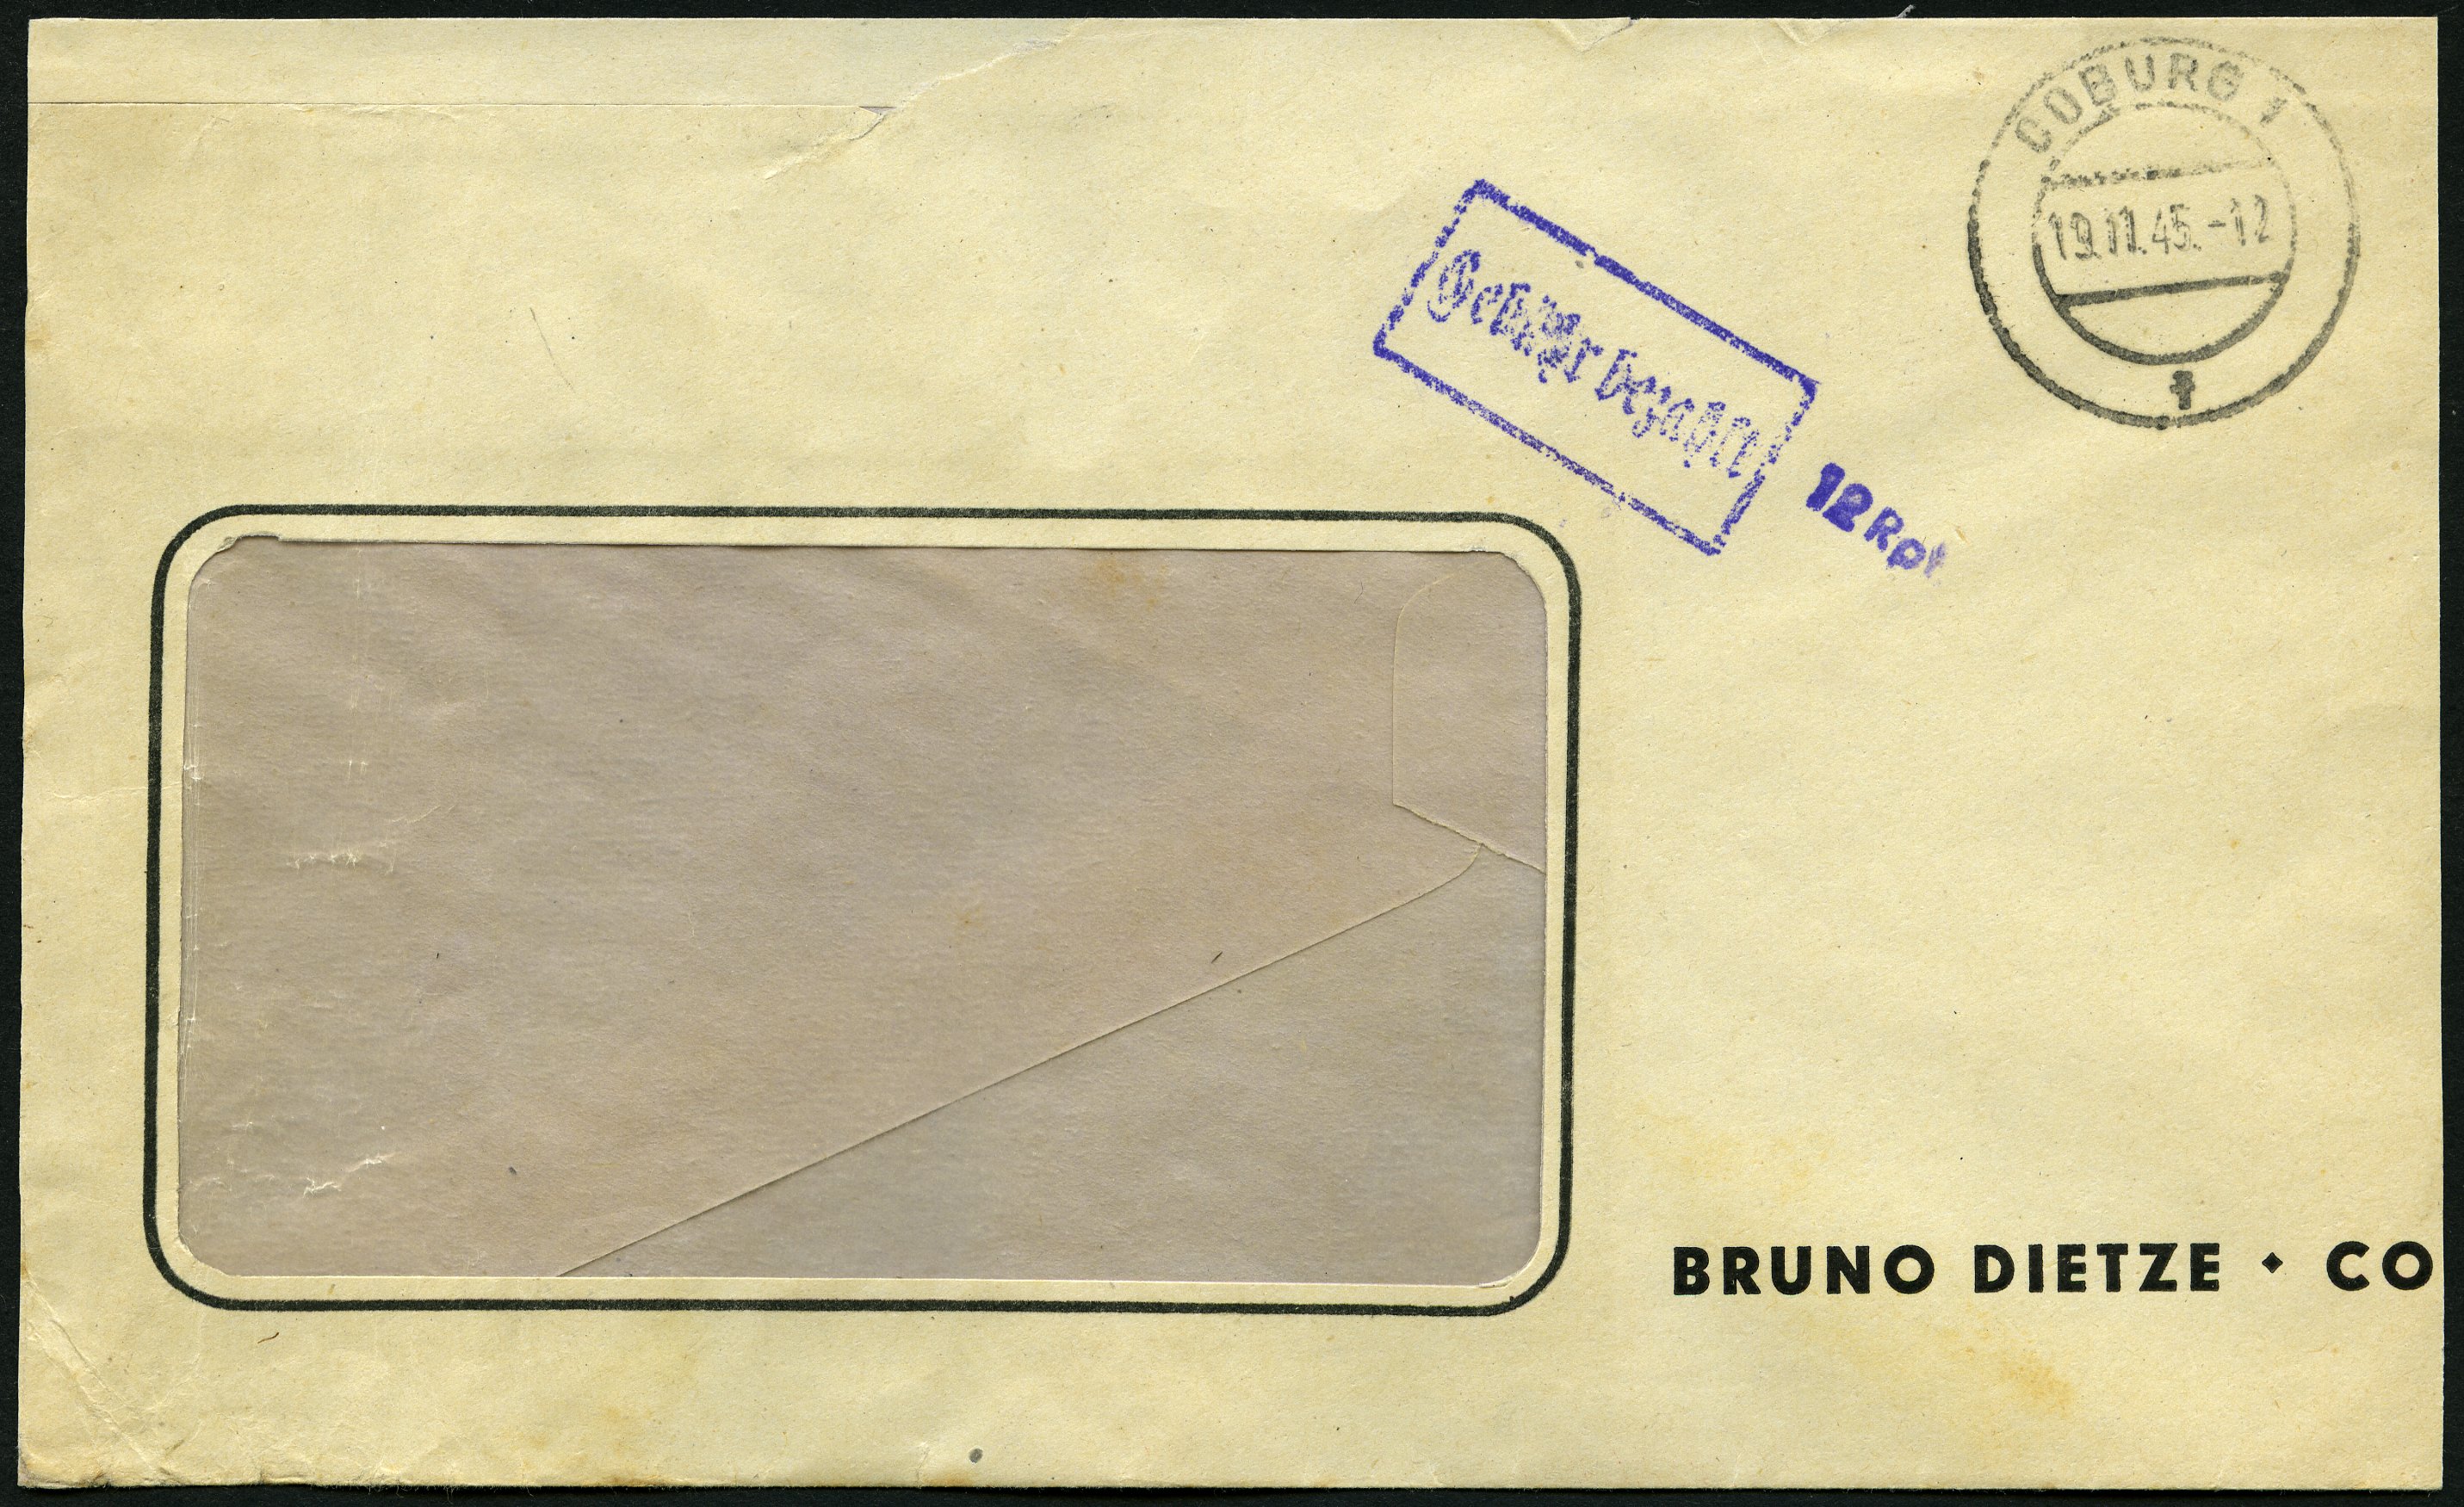 COBURG 1
19.11.45.-12
Gebühr bezahlt
12 Rpf
BRUNO DIETZE • CO